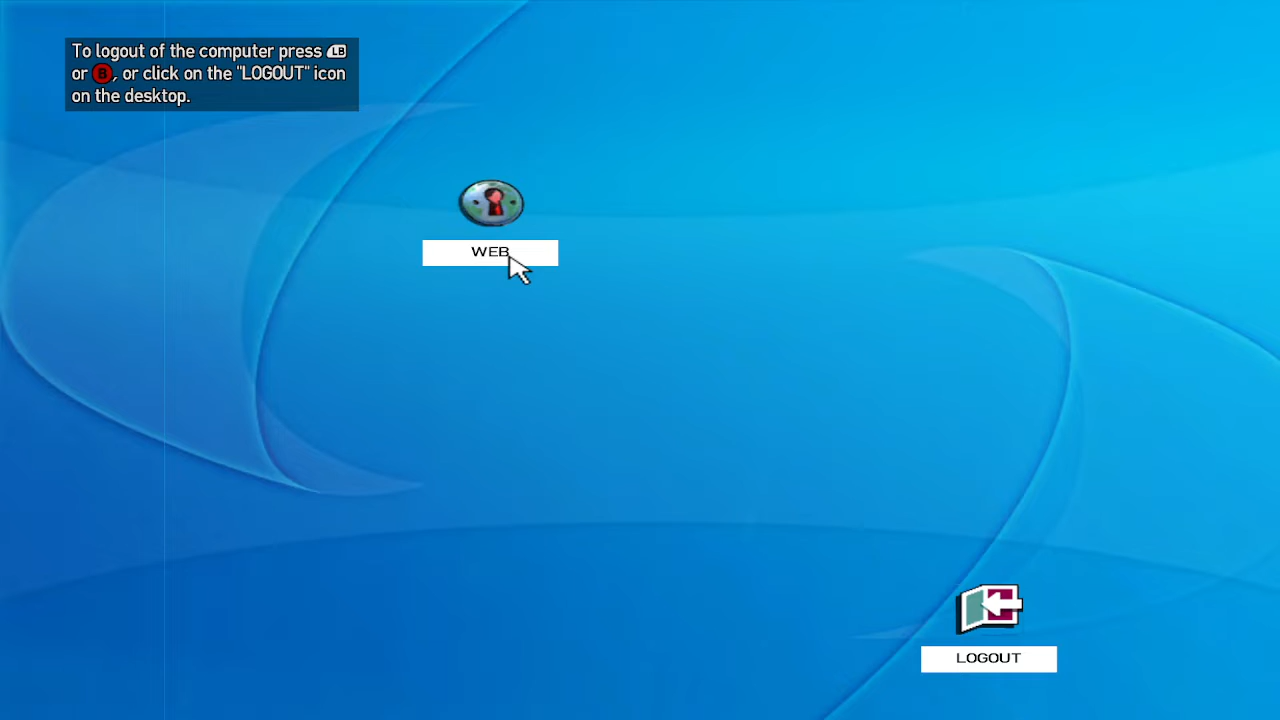 To logout of the computer press LB
or B, or click on the "LOGOUT" icon
on the desktop.
WEB
LOGOUT